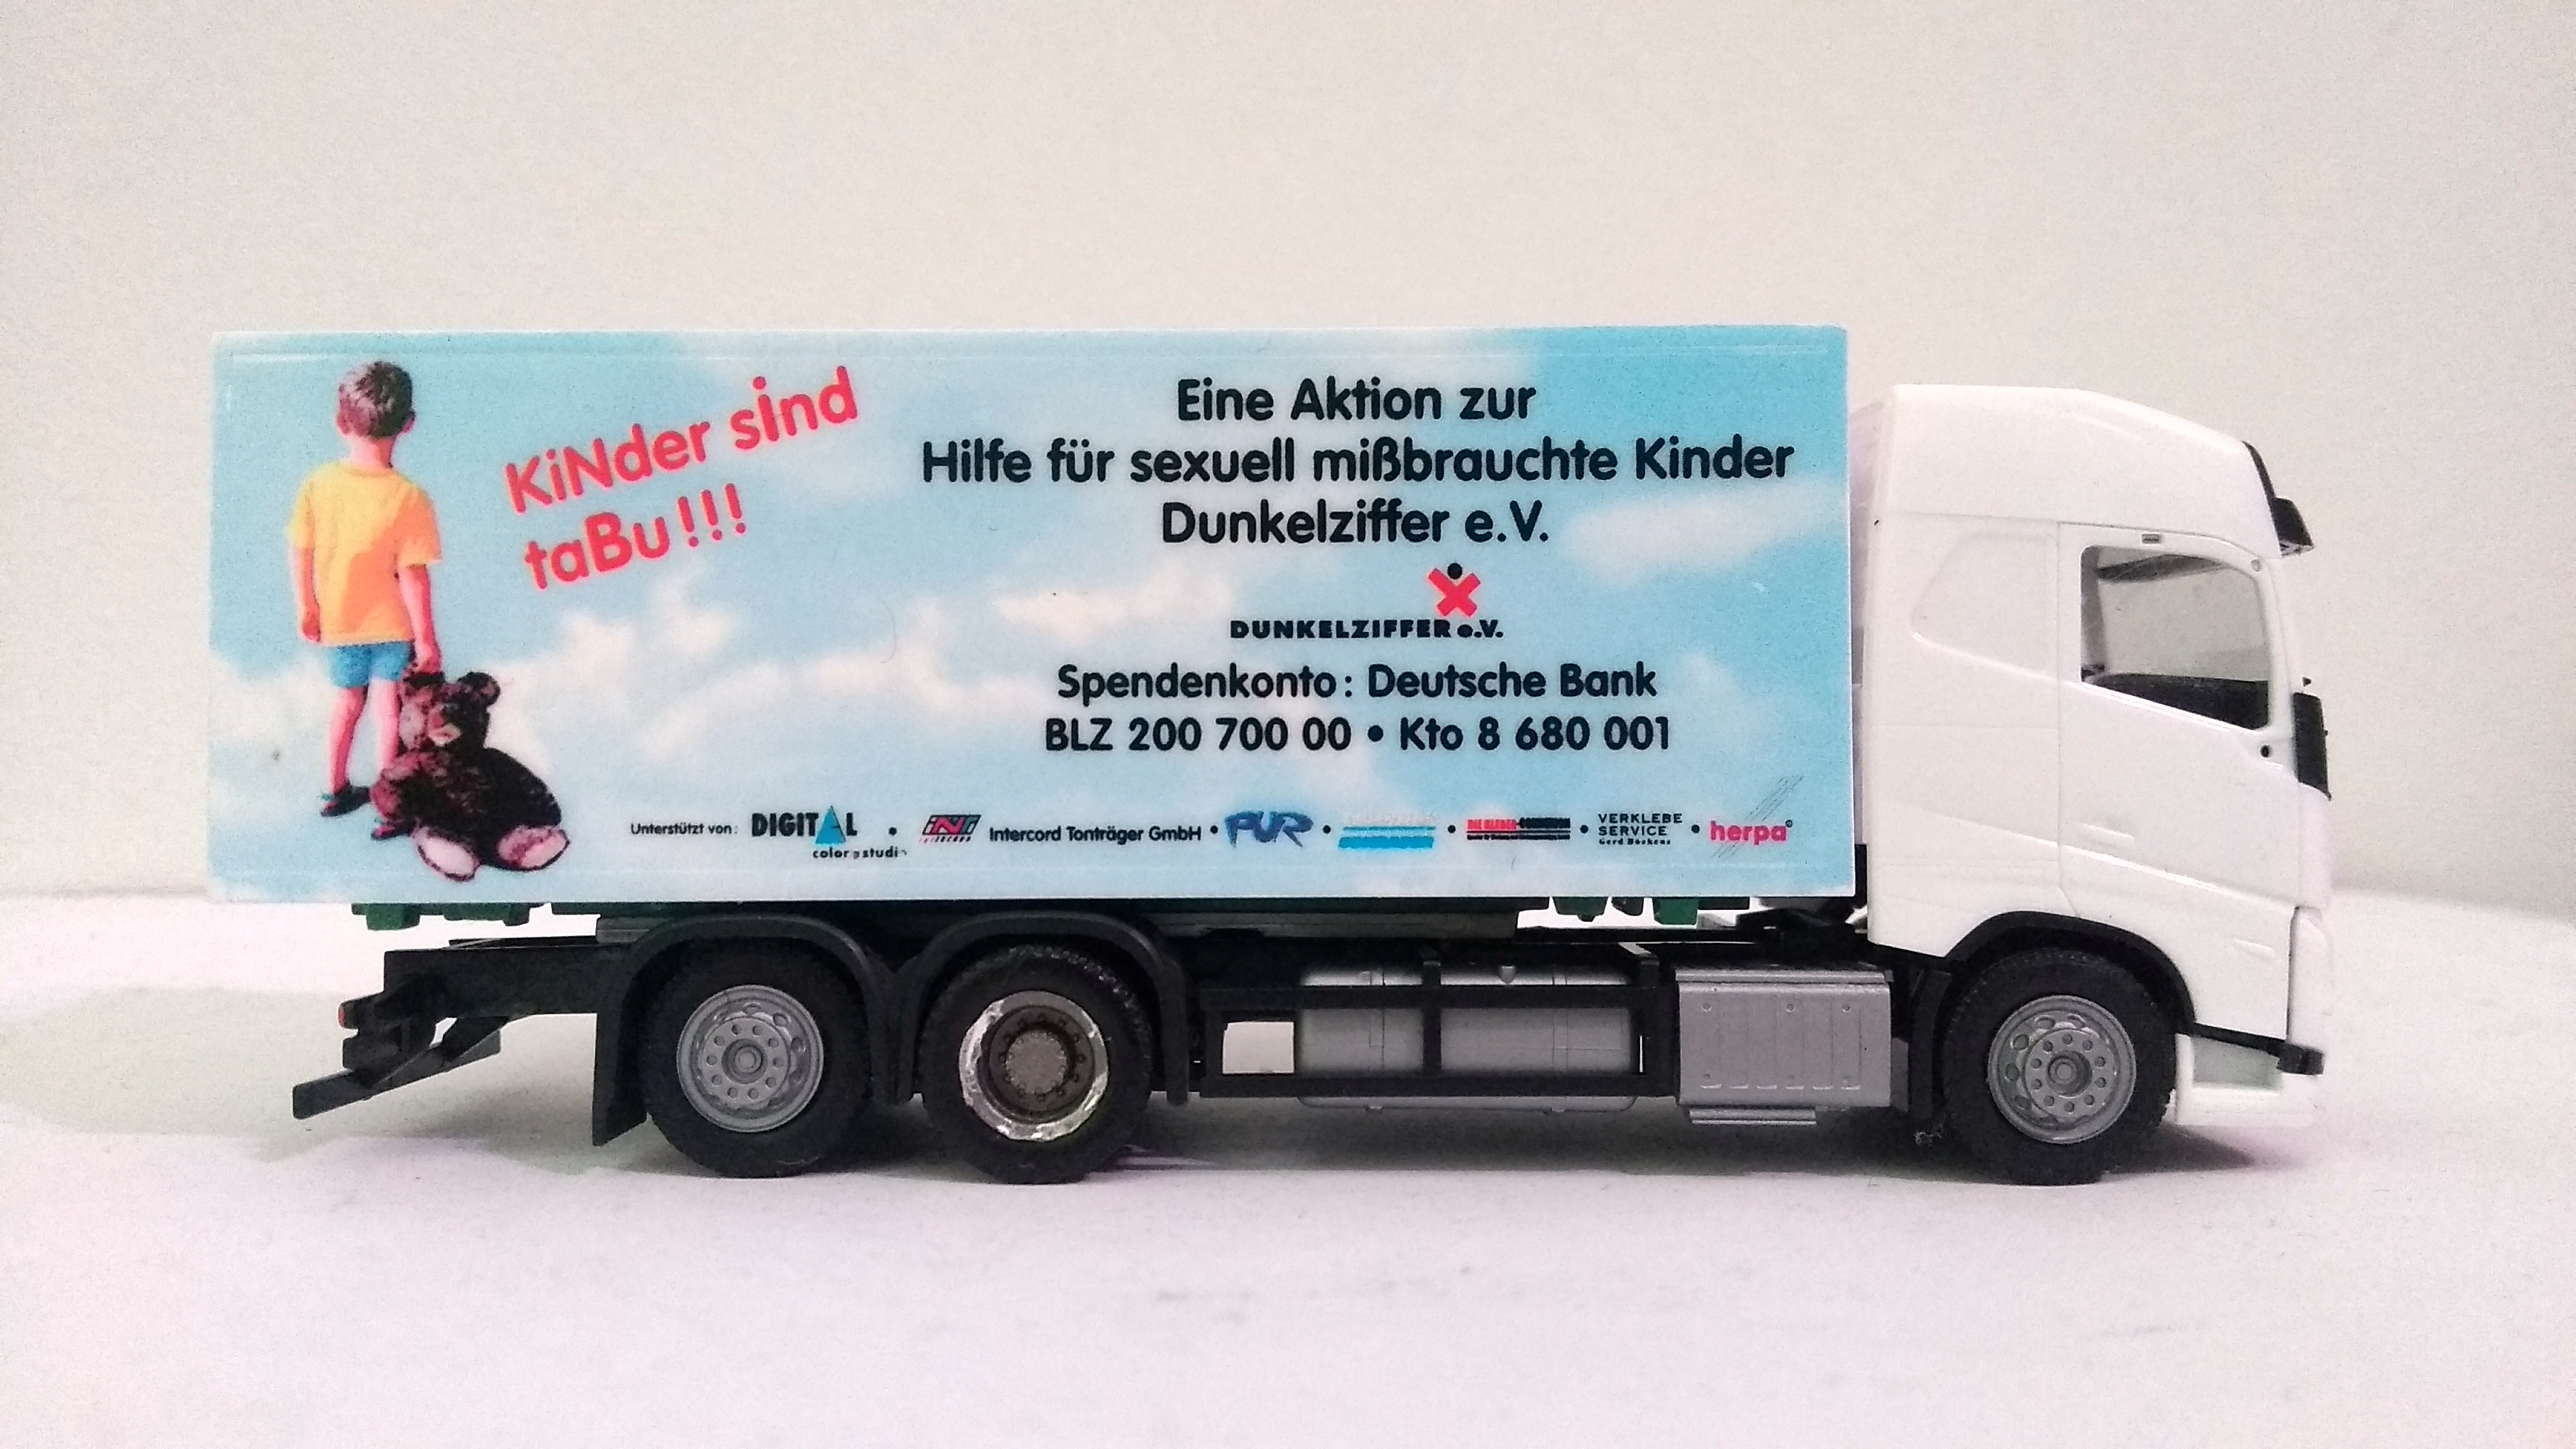 KiNder sind
taBu!!!
Eine Aktion zur
Hilfe für sexuell mißbrauchte Kinder
Dunkelziffer e.V.
DUNKELZIFFER e.V.
Spendenkonto: Deutsche Bank
BLZ 200 700 00 • Kto 8 680 001
Unterstützt von: DIGITAL • Intercord Tonträger GmbH • PUR • • • VERKLEBE • herpa
color studio
SERVICE